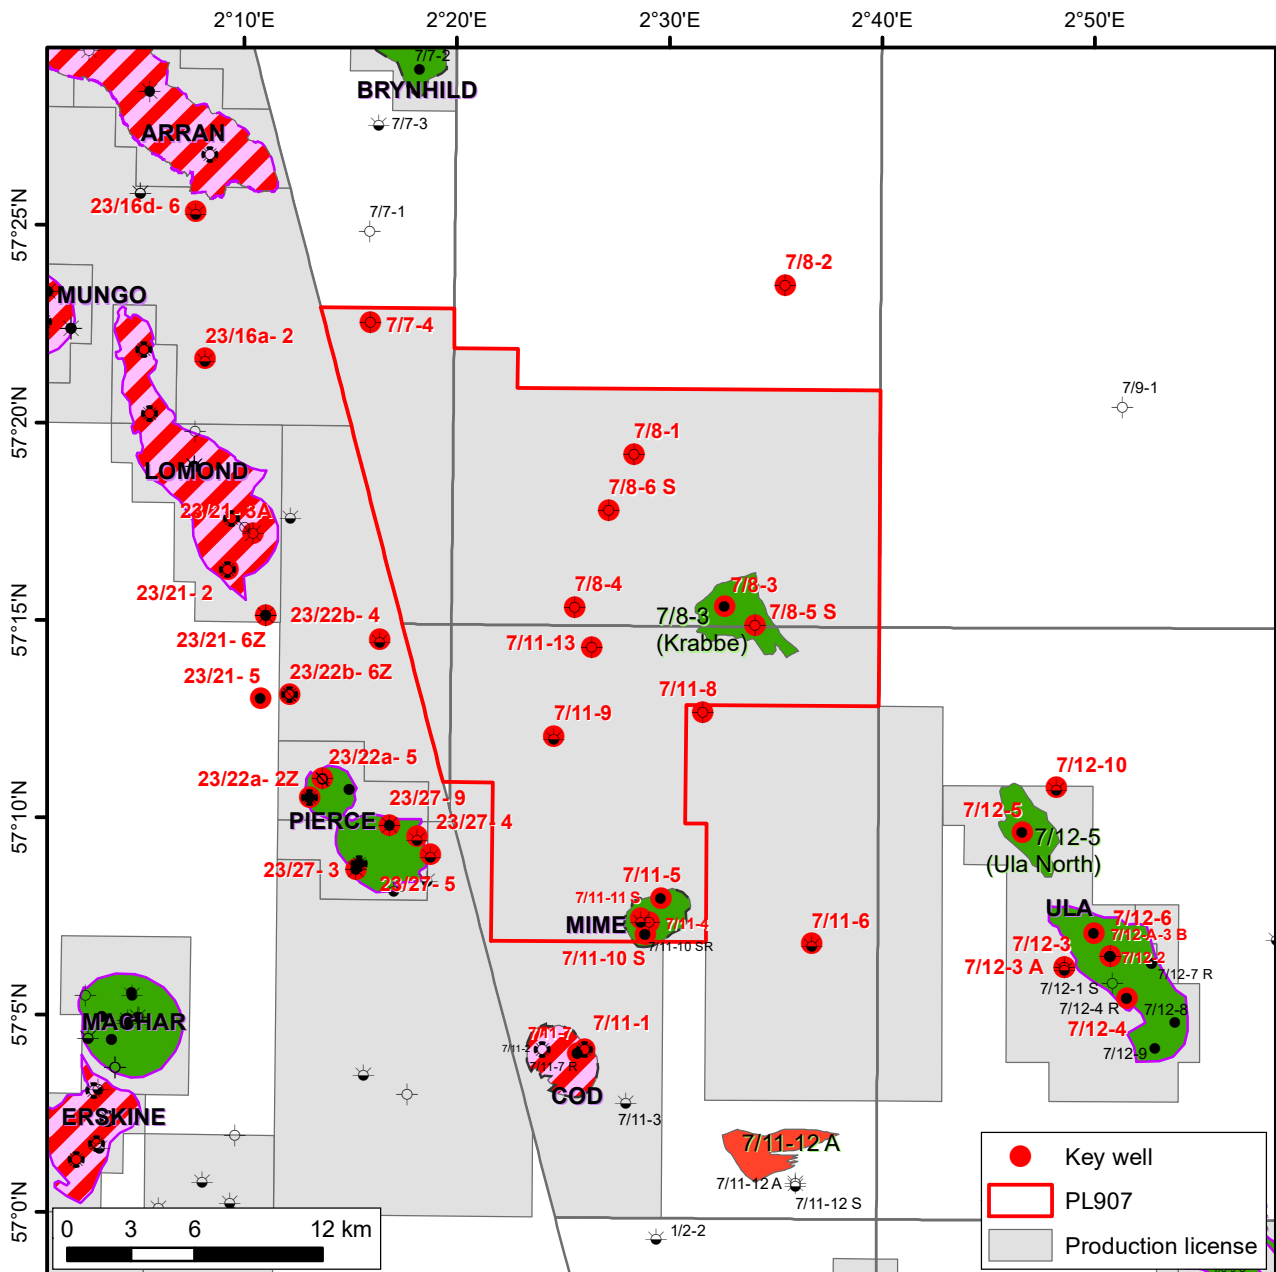 2°10'E
2°20'E
2°30'E
2°40'E
2°50'E
7/7-2
BRYNHILD
7/7-3
ARRAN
23/16d- 6
7/7-1
57°25'N
7/8-2
MUNGO
23/16a- 2
7/7-4
7/9-1
57°20'N
7/8-1
LOMOND
7/8-6 S
23/21- 3A
7/8-4
7/8-3
23/21- 2
23/22b- 4
7/8-3
(Krabbe)
7/8-5 S
57°15'N
23/21- 6Z
7/11-13
23/21- 5
23/22b- 6Z
7/11-8
7/11-9
23/22a- 5
23/22a- 2Z
7/12-10
57°10'N
23/27- 9
PIERCE
23/27- 4
7/12-5
7/12-5
(Ula North)
23/27- 3
23/27- 5
7/11-5
7/11-11 S
MIME
7/11-4
7/11-10 SR
7/11-10 S
7/11-6
ULA
7/12-6
7/12-A-3 B
7/12-3
7/12-2
7/12-3 A
7/12-7 R
7/12-1 S
7/12-4 R
7/12-8
7/12-4
7/12-9
57°5'N
MACHAR
7/11-1
7/11-7
7/11-2
7/11-7 R
COD
7/11-3
ERSKINE
7/11-12 A
7/11-12 A
7/11-12 S
57°0'N
1/2-2
0
3
6
12 km
Key well
PL907
Production license